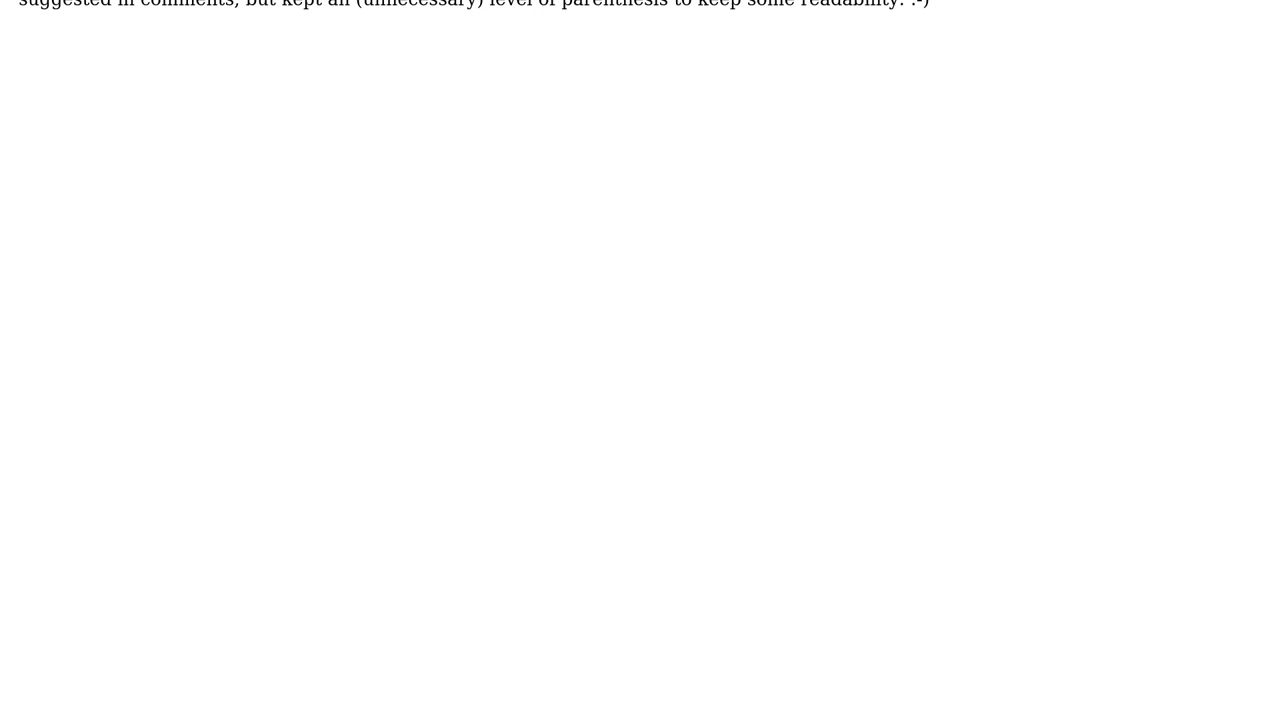 suggested in comments, but kept an (unnecessary) level of parenthesis to keep some readability. :-)